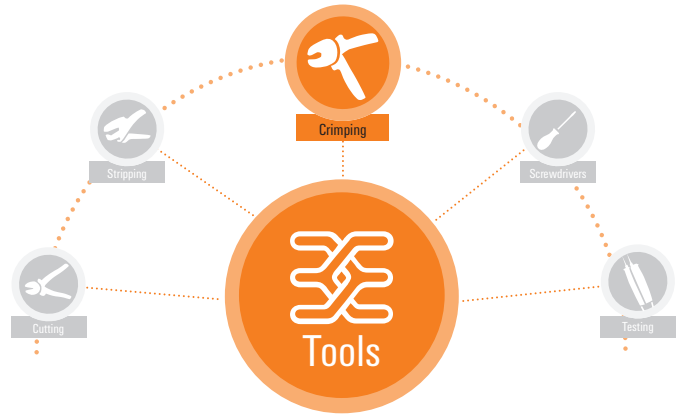 Crimping
Stripping
Screwdrivers
Cutting
Testing
Tools